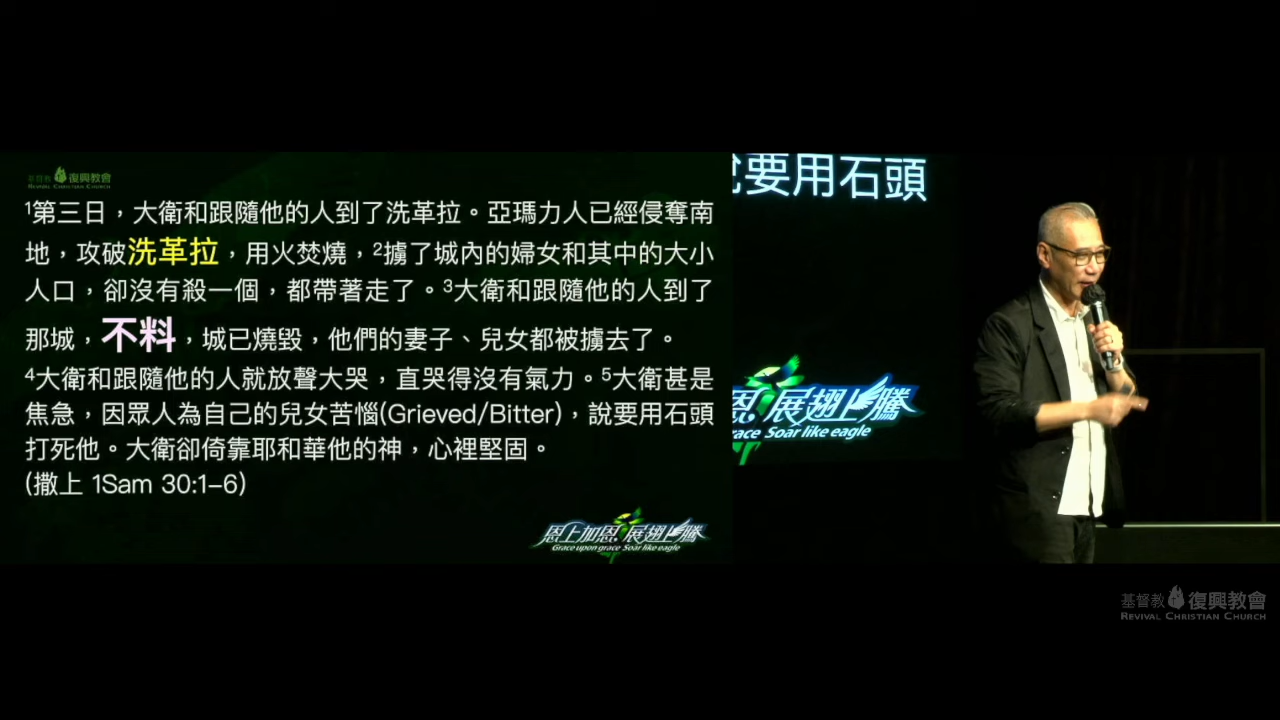 基督教 復興教會
REVIVAL CHRISTIAN CHURCH
1第三日，大衛和跟隨他的人到了洗革拉。亞瑪力人已經侵奪南
地，攻破洗革拉，用火焚燒，2擄了城內的婦女和其中的大小
人口，卻沒有殺一個，都帶著走了。3大衛和跟隨他的人到了
那城，不料，城已燒毀，他們的妻子、兒女都被擄去了。
4大衛和跟隨他的人就放聲大哭，直哭得沒有氣力。5大衛甚是
焦急，因眾人為自己的兒女苦惱(Grieved/Bitter)，說要用石頭
打死他。大衛卻倚靠耶和華他的神，心裡堅固。
(撒上 1Sam 30:1–6)
恩上加恩 展翅上騰
Grace upon grace Soar like eagle
說要用石頭
恩 展翅上騰
race Soar like eagle
基督教 復興教會
REVIVAL CHRISTIAN CHURCH